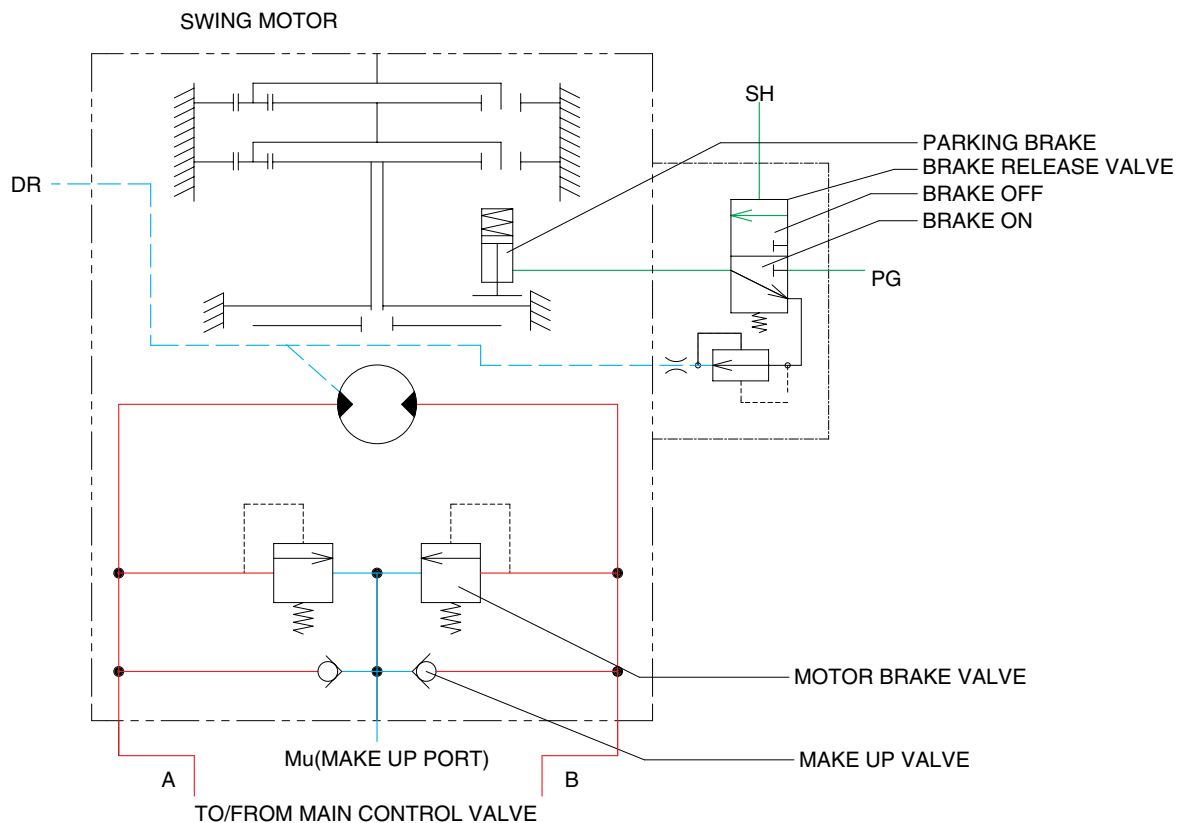 SWING MOTOR
SH
PARKING BRAKE
BRAKE RELEASE VALVE
DR
BRAKE OFF
BRAKE ON
PG
MOTOR BRAKE VALVE
Mu(MAKE UP PORT)
MAKE UP VALVE
A
B
TO/FROM MAIN CONTROL VALVE